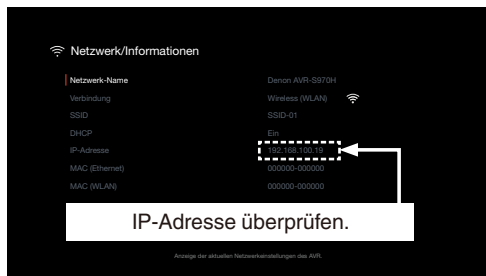 Netzwerk/Informationen
Netzwerk-Name Denon AVR-S970H
Verbindung Wireless (WLAN)
SSID SSID-01
DHCP Ein
IP-Adresse 192.168.100.19
MAC (Ethernet) 000000-000000
MAC (WLAN) 000000-000000
IP-Adresse überprüfen.
Anzeige der aktuellen Netzwerkeinstellungen des AVR.